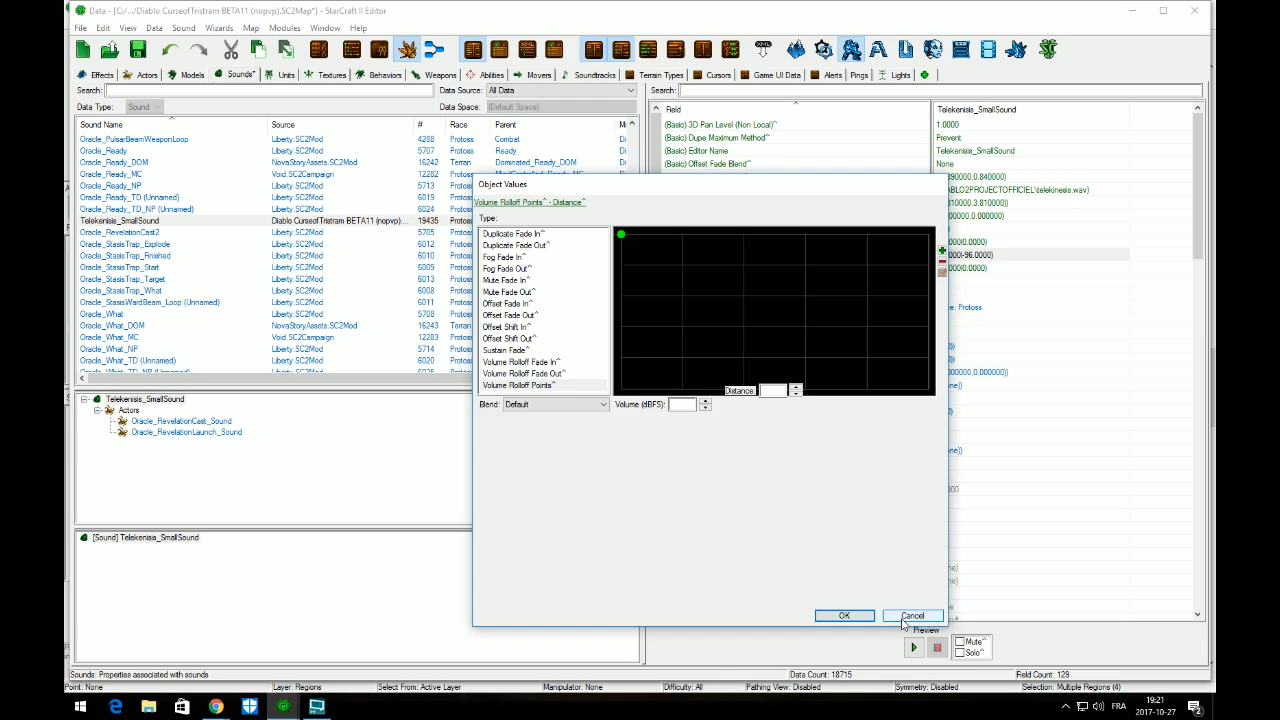 Data - [C:/.../Diablo CurseofTristram BETA11 (nopvp).SC2Map*] - StarCraft II Editor
File Edit View Data Sound Wizards Map Modules Window Help
Effects Actors Models Sounds* Units Textures Behaviors Weapons Abilities Movers Soundtracks Terrain Types Cursors Game UI Data Alerts Pings Lights
Search: Data Source: All Data Search:
Data Type: Sound Data Space: (Default Space)
Field Telekenisis_SmallSound
Sound Name Source # Race Parent
(Basic) 3D Pan Level (Non Local)^ 1.0000
Oracle_PulsarBeamWeaponLoop Liberty.SC2Mod 4288 Protoss Combat
(Basic) Dupe Maximum Method^ Prevent
Oracle_Ready Liberty.SC2Mod 5707 Protoss Ready
(Basic) Editor Name Telekenisis_SmallSound
Oracle_Ready_DOM NovaStoryAssets.SC2Mod 16242 Terran Dominated_Ready_DOM
(Basic) Offset Fade Blend^ None
Oracle_Ready_MC Void.SC2Campaign 12282 Protoss
Oracle_Ready_NP Liberty.SC2Mod 5713
Oracle_Ready_TD (Unnamed) Liberty.SC2Mod 6019
Oracle_Ready_TD_NP (Unnamed) Liberty.SC2Mod 6024
Telekenisis_SmallSound Diablo CurseofTristram BETA11 (nopvp).... 19435
Oracle_RevelationCast2 Liberty.SC2Mod 5705
Oracle_StasisTrap_Explode Liberty.SC2Mod 6012
Oracle_StasisTrap_Finished Liberty.SC2Mod 6010
Oracle_StasisTrap_Start Liberty.SC2Mod 6009
Oracle_StasisTrap_Target Liberty.SC2Mod 6013
Oracle_StasisTrap_What Liberty.SC2Mod 6008
Oracle_StasisWardBeam_Loop (Unnamed) Liberty.SC2Mod 6011
Oracle_What Liberty.SC2Mod 5708
Oracle_What_DOM NovaStoryAssets.SC2Mod 16243
Oracle_What_MC Void.SC2Campaign 12283
Oracle_What_NP Liberty.SC2Mod 5714
Oracle_What_TD (Unnamed) Liberty.SC2Mod 6020
Object Values
Volume Rolloff Points^ - Distance^
Type:
Duplicate Fade In^
Duplicate Fade Out^
Fog Fade In^
Fog Fade Out^
Mute Fade In^
Mute Fade Out^
Offset Fade In^
Offset Fade Out^
Offset Shift In^
Offset Shift Out^
Sustain Fade^
Volume Rolloff Fade In^
Volume Rolloff Fade Out^
Volume Rolloff Points^
Distance:
Blend: Default Volume (dBFS):
OK Cancel
Telekenisis_SmallSound
Actors
Oracle_RevelationCast_Sound
Oracle_RevelationLaunch_Sound
[Sound] Telekenisis_SmallSound
Preview
Mute^
Solo^
Sounds: Properties associated with sounds Data Count: 18715 Field Count: 129
Point: None Layer: Regions Select From: Active Layer Manipulator: None Difficulty: All Pathing View: Disabled Symmetry: Disabled Selection: Multiple Regions (4)
FRA 19:21
2017-10-27
2